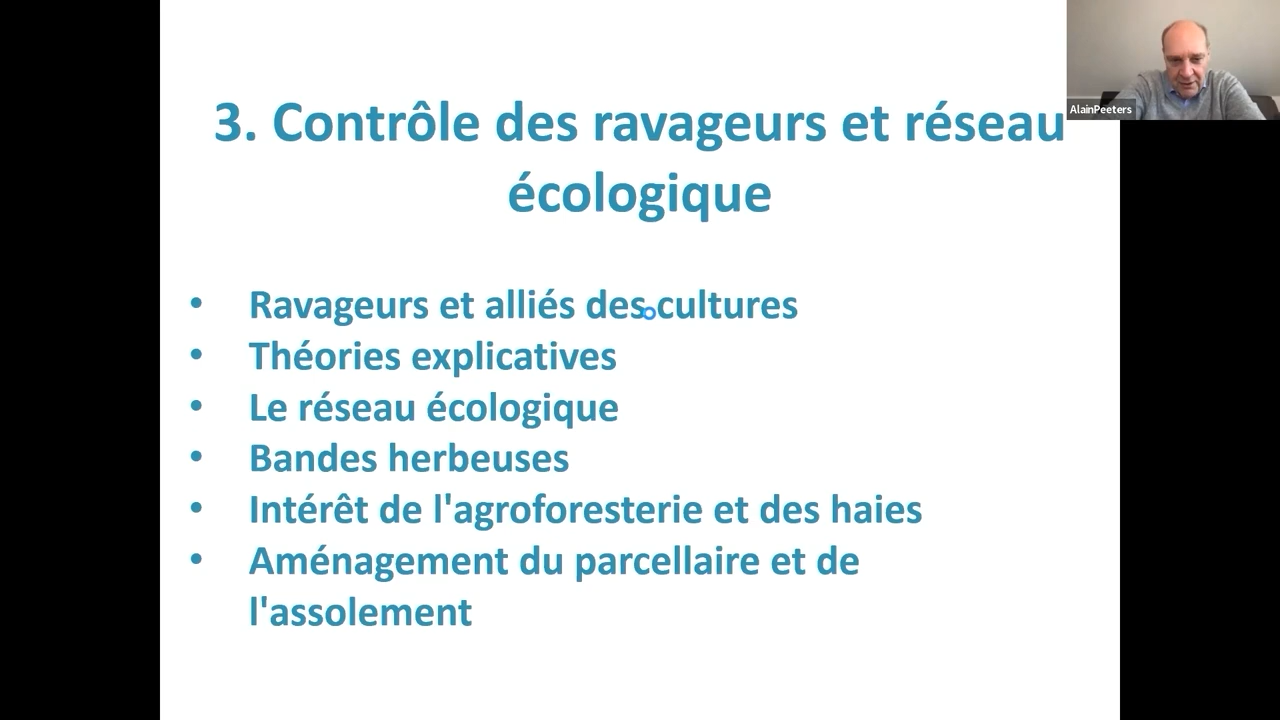 3. Contrôle des ravageurs et réseau
écologique
AlainPeeters
• Ravageurs et alliés des cultures
• Théories explicatives
• Le réseau écologique
• Bandes herbeuses
• Intérêt de l'agroforesterie et des haies
• Aménagement du parcellaire et de
l'assolement